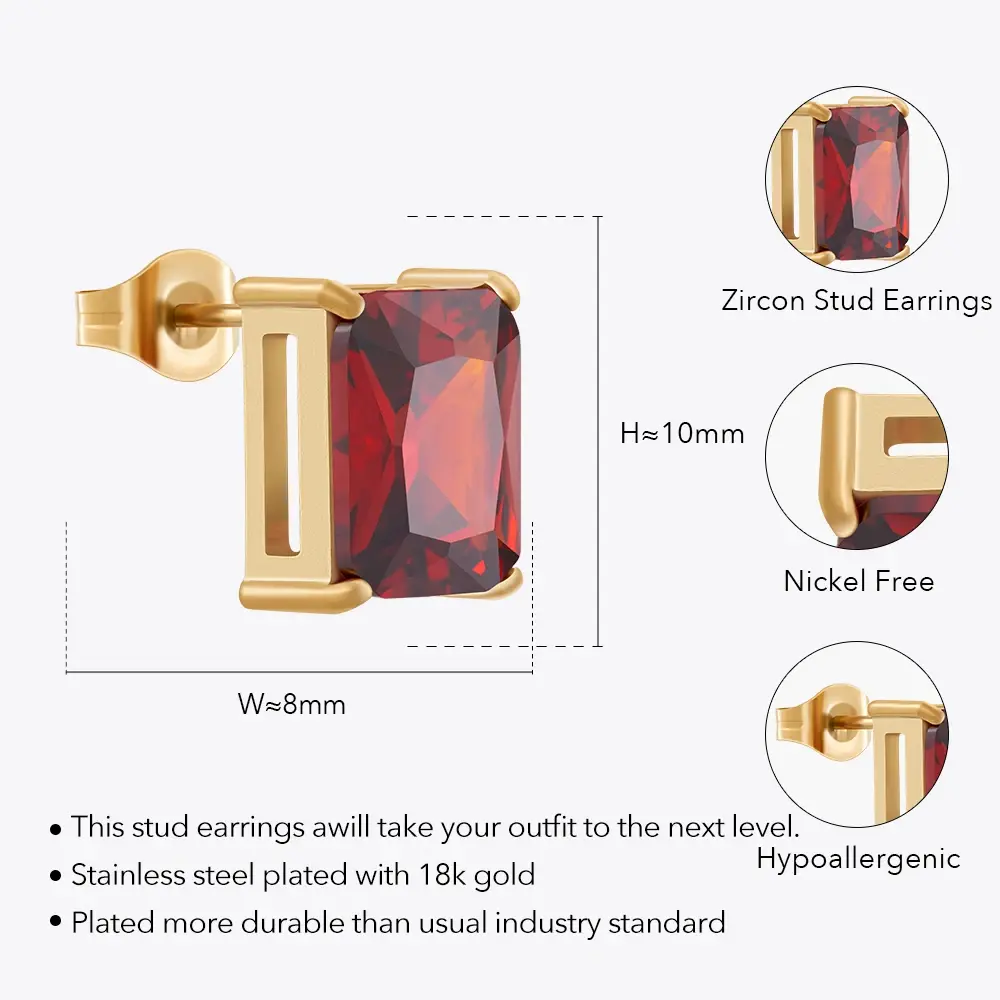 Zircon Stud Earrings
H≈10mm
Nickel Free
W≈8mm
• This stud earrings awill take your outfit to the next level.
Hypoallergenic
• Stainless steel plated with 18k gold
• Plated more durable than usual industry standard